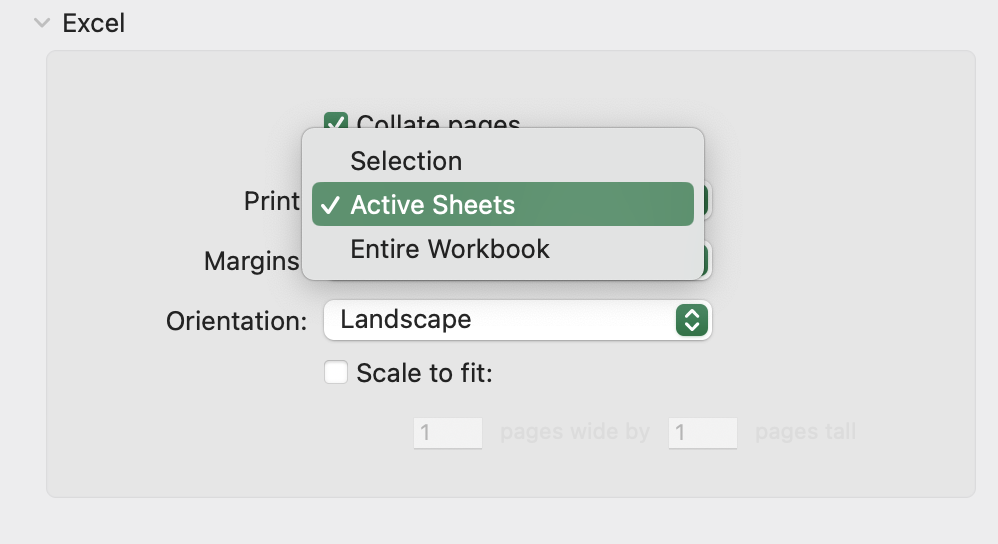 Excel
Collate pages
Selection
Print
Active Sheets
Entire Workbook
Margins
Orientation: Landscape
Scale to fit:
1 pages wide by 1 pages tall